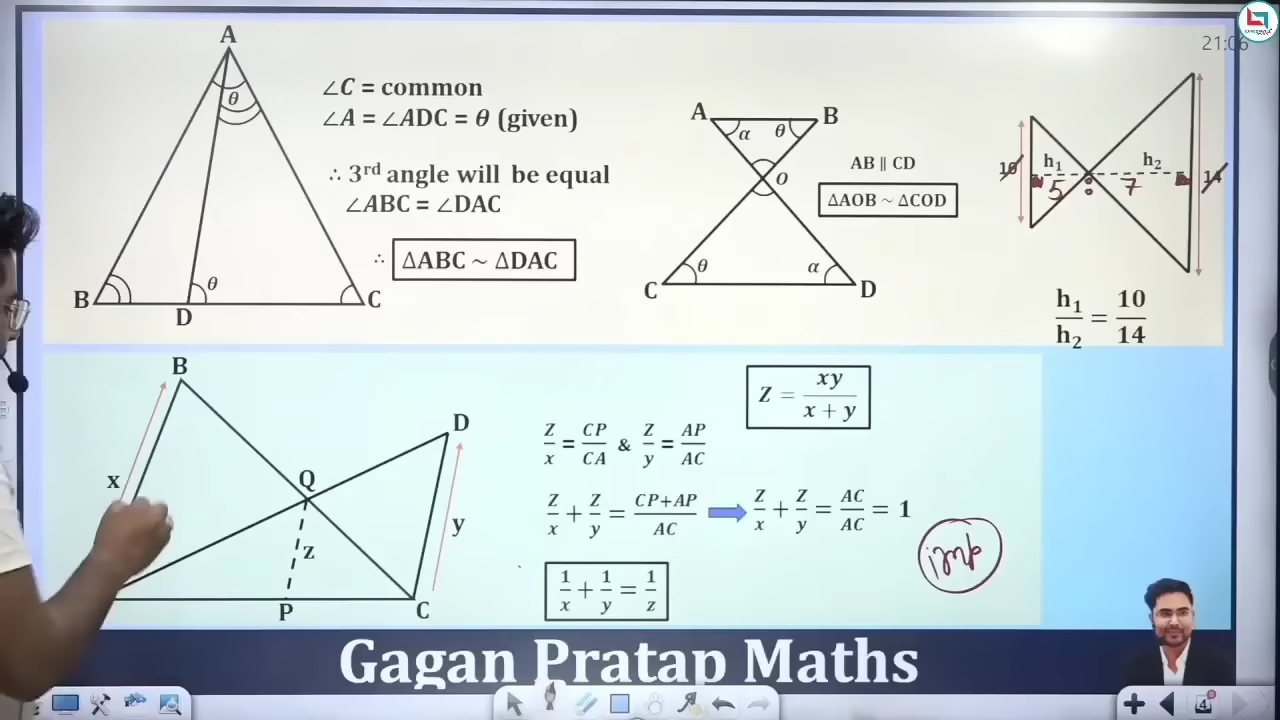 21:06
A
θ
B
D
θ
C
∠C = common
∠A = ∠ADC = θ (given)
∴ 3rd angle will be equal
∠ABC = ∠DAC
∴ ΔABC ~ ΔDAC
A
B
α
θ
O
C
θ
α
D
AB ∥ CD
ΔAOB ~ ΔCOD
10
h₁
h₂
14
5 : 7
h₁/h₂ = 10/14
B
D
x
Q
y
z
P
C
Z = xy/(x + y)
Z/x = CP/CA & Z/y = AP/AC
Z/x + Z/y = (CP+AP)/AC
Z/x + Z/y = AC/AC = 1
1/x + 1/y = 1/z
imp
Gagan Pratap Maths
4